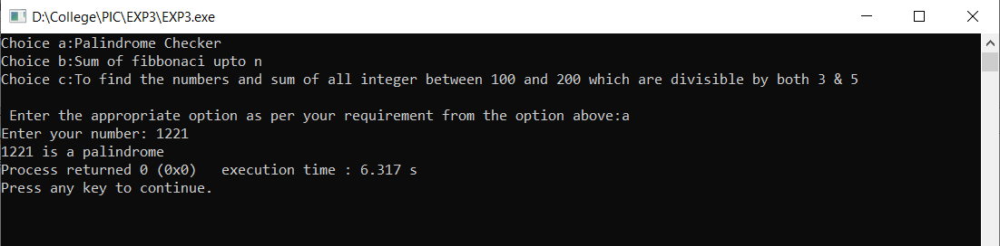 D:\College\PIC\EXP3\EXP3.exe
Choice a:Palindrome Checker
Choice b:Sum of fibbonaci upto n
Choice c:To find the numbers and sum of all integer between 100 and 200 which are divisible by both 3 & 5
Enter the appropriate option as per your requirement from the option above:a
Enter your number: 1221
1221 is a palindrome
Process returned 0 (0x0)   execution time : 6.317 s
Press any key to continue.